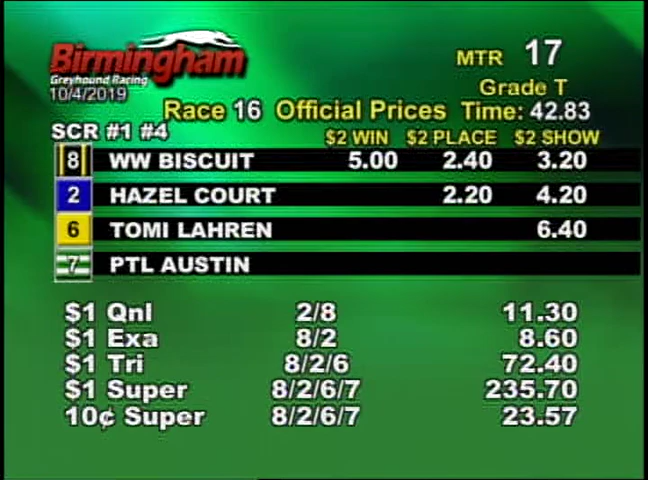 Birmingham
Greyhound Racing
10/4/2019
MTR 17
Grade T
Race 16 Official Prices Time: 42.83
SCR #1 #4
$2 WIN $2 PLACE $2 SHOW
8 WW BISCUIT 5.00 2.40 3.20
2 HAZEL COURT 2.20 4.20
6 TOMI LAHREN 6.40
7 PTL AUSTIN
$1 Qnl 2/8 11.30
$1 Exa 8/2 8.60
$1 Tri 8/2/6 72.40
$1 Super 8/2/6/7 235.70
10¢ Super 8/2/6/7 23.57